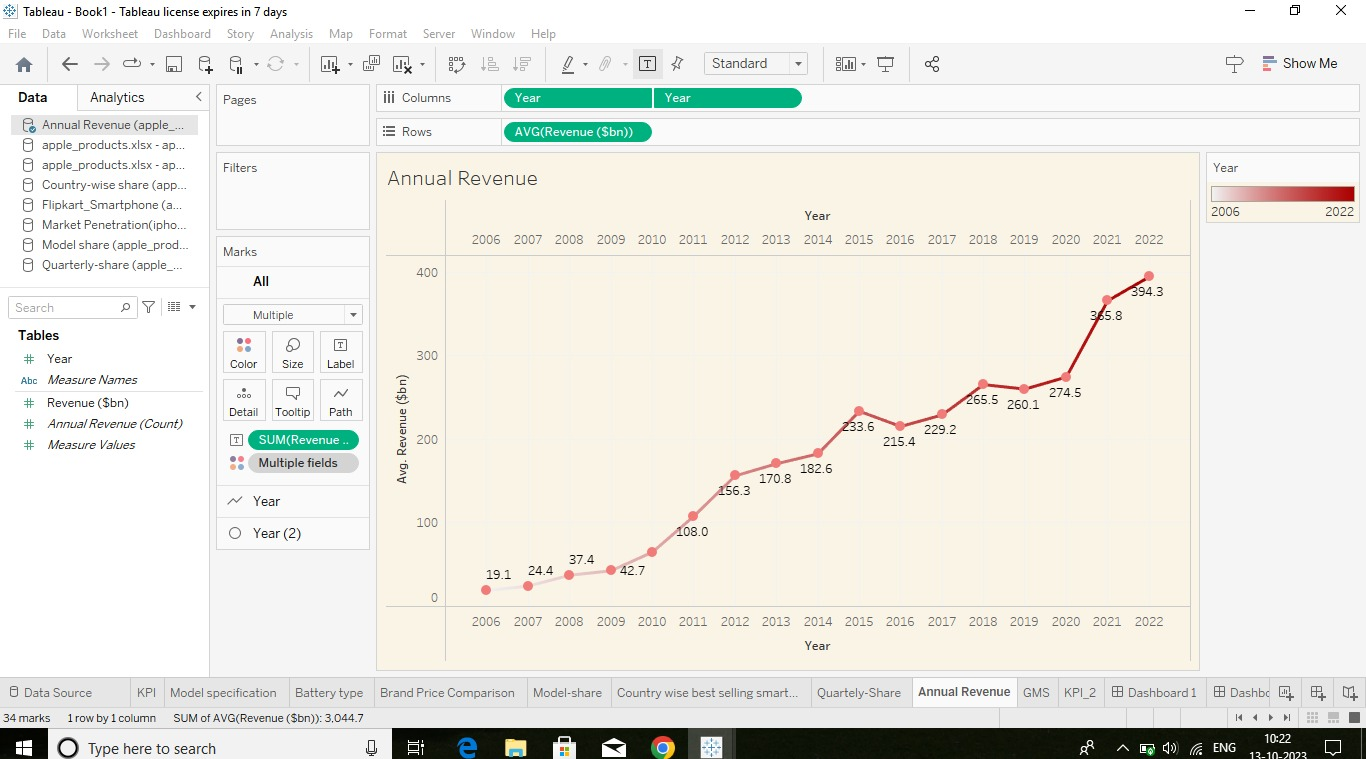 Tableau - Book1 - Tableau license expires in 7 days
File Data Worksheet Dashboard Story Analysis Map Format Server Window Help
Standard
Show Me
Data Analytics
Annual Revenue (apple_...
apple_products.xlsx - ap...
apple_products.xlsx - ap...
Country-wise share (app...
Flipkart_Smartphone (a...
Market Penetration(ipho...
Model share (apple_prod...
Quarterly-share (apple_...
Search
Tables
Year
Abc Measure Names
Revenue ($bn)
Annual Revenue (Count)
Measure Values
Pages
Filters
Marks
All
Multiple
Color Size Label
Detail Tooltip Path
SUM(Revenue ..
Multiple fields
Year
Year (2)
Columns Year Year
Rows AVG(Revenue ($bn))
Annual Revenue
Year
2006 2007 2008 2009 2010 2011 2012 2013 2014 2015 2016 2017 2018 2019 2020 2021 2022
Avg. Revenue ($bn)
400
300
200
100
0
19.1
24.4
37.4
42.7
108.0
156.3
170.8
182.6
233.6
215.4
229.2
265.5
260.1
274.5
365.8
394.3
2006 2007 2008 2009 2010 2011 2012 2013 2014 2015 2016 2017 2018 2019 2020 2021 2022
Year
Year
2006 2022
Data Source KPI Model specification Battery type Brand Price Comparison Model-share Country wise best selling smart... Quartely-Share Annual Revenue GMS KPI_2 Dashboard 1 Dashbc
34 marks 1 row by 1 column SUM of AVG(Revenue ($bn)): 3,044.7
Type here to search
ENG
10:22
13-10-2023